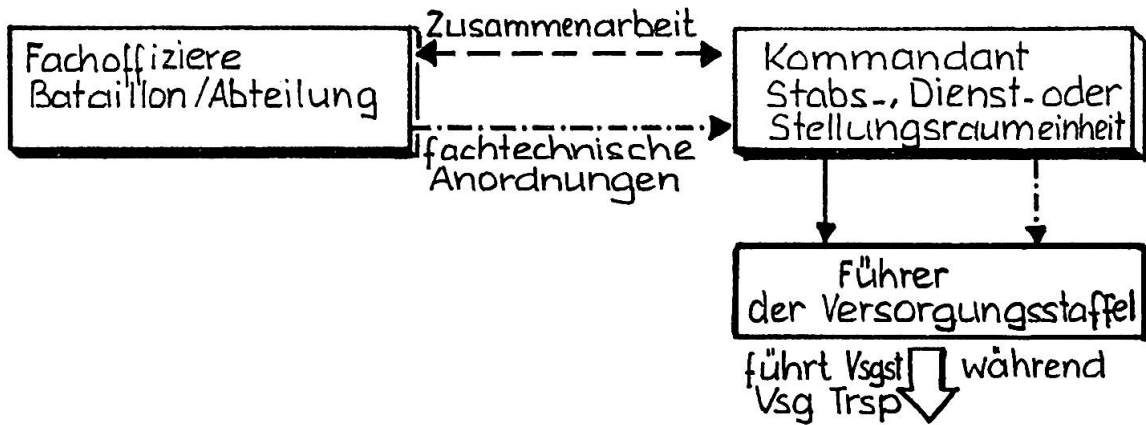 Zusammenarbeit
Fachoffiziere
Bataillon/Abteilung
Kommandant
Stabs-, Dienst- oder
Stellungsraumeinheit
fachtechnische
Anordnungen
Führer
der Versorgungsstaffel
führt Vsgst während
Vsg Trsp